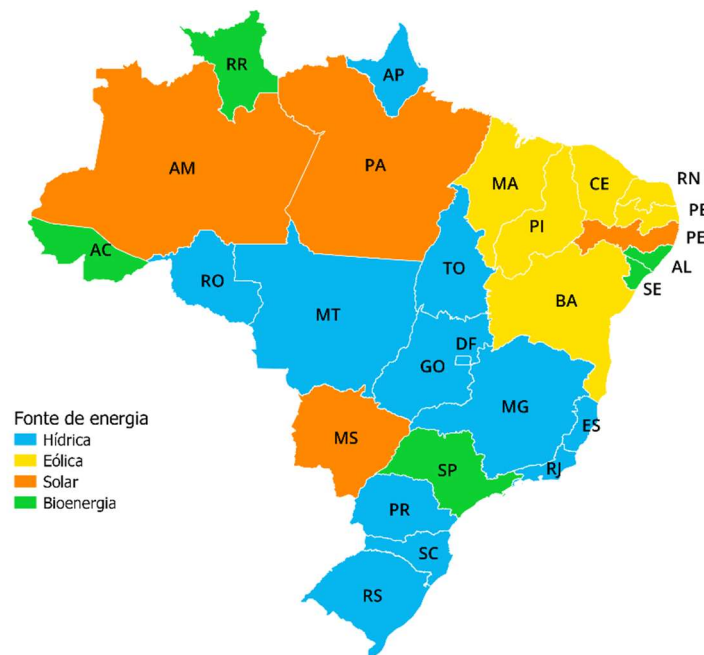 RR
AP
AM
PA
MA
CE
RN
PE
PI
PE
AC
AL
RO
TO
SE
MT
BA
DF
GO
MG
ES
MS
SP
RJ
PR
SC
RS
Fonte de energia
Hídrica
Eólica
Solar
Bioenergia